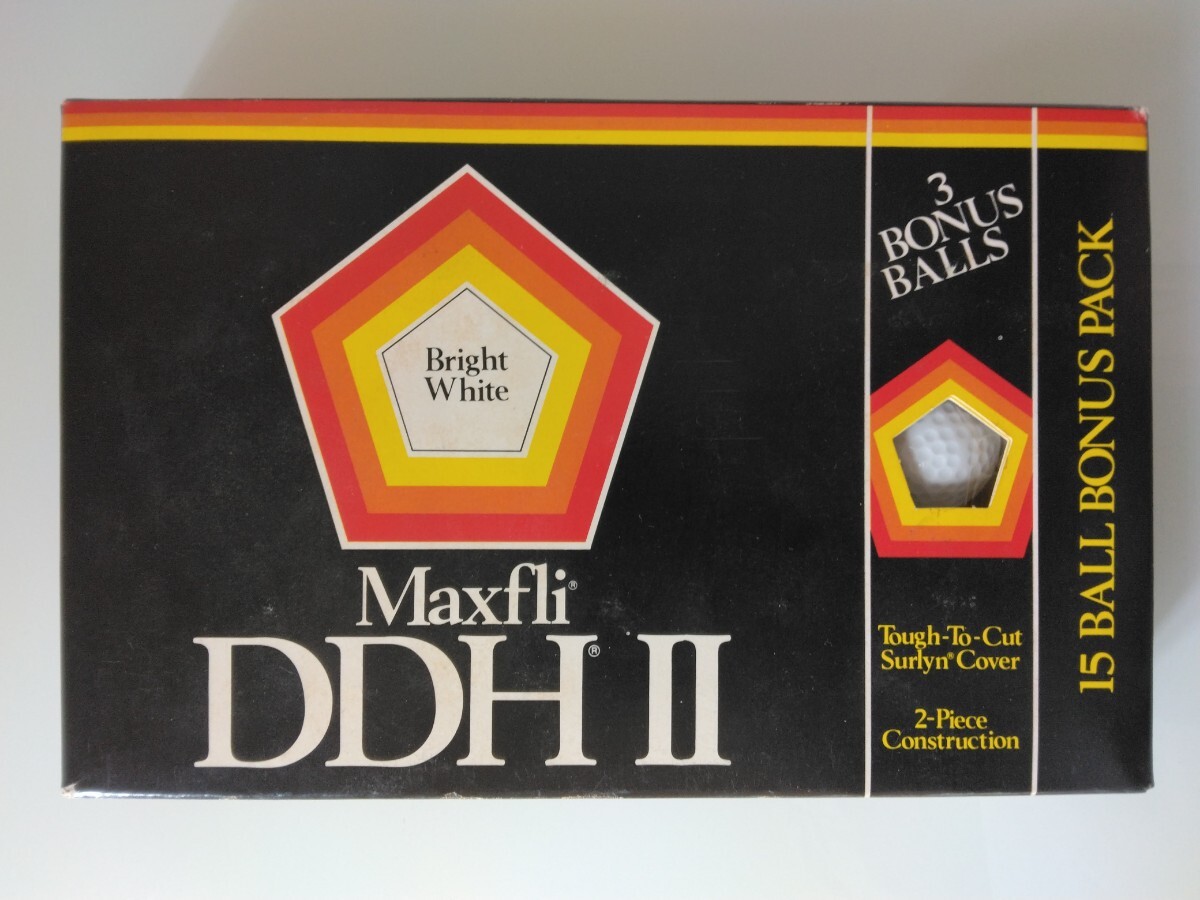 Bright
White
Maxfli®
DDH® II
3
BONUS
BALLS
Tough-To-Cut
Surlyn® Cover
2-Piece
Construction
15 BALL BONUS PACK